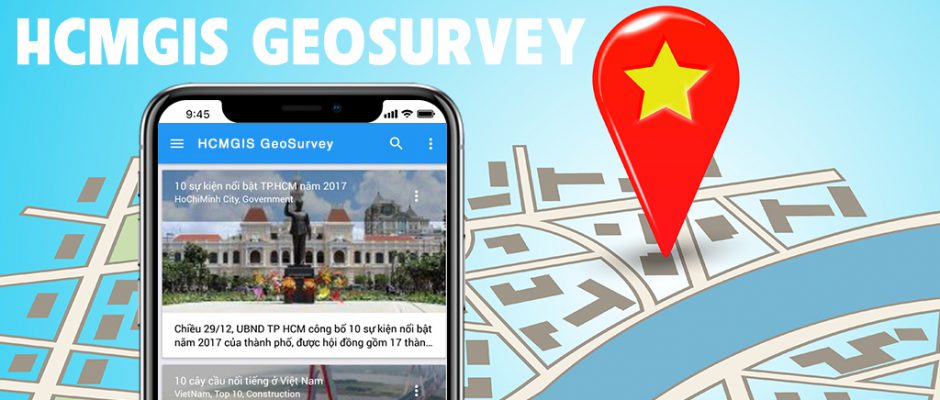 HCMGIS GEOSURVEY
9:45
HCMGIS GeoSurvey
10 sự kiện nổi bật TP.HCM năm 2017
HoChiMinh City, Government
Chiều 29/12, UBND TP HCM công bố 10 sự kiện nổi bật
năm 2017 của thành phố, được hội đồng gồm 17 thàn...
10 cây cầu nổi tiếng ở Việt Nam
VietNam, Top 10, Construction